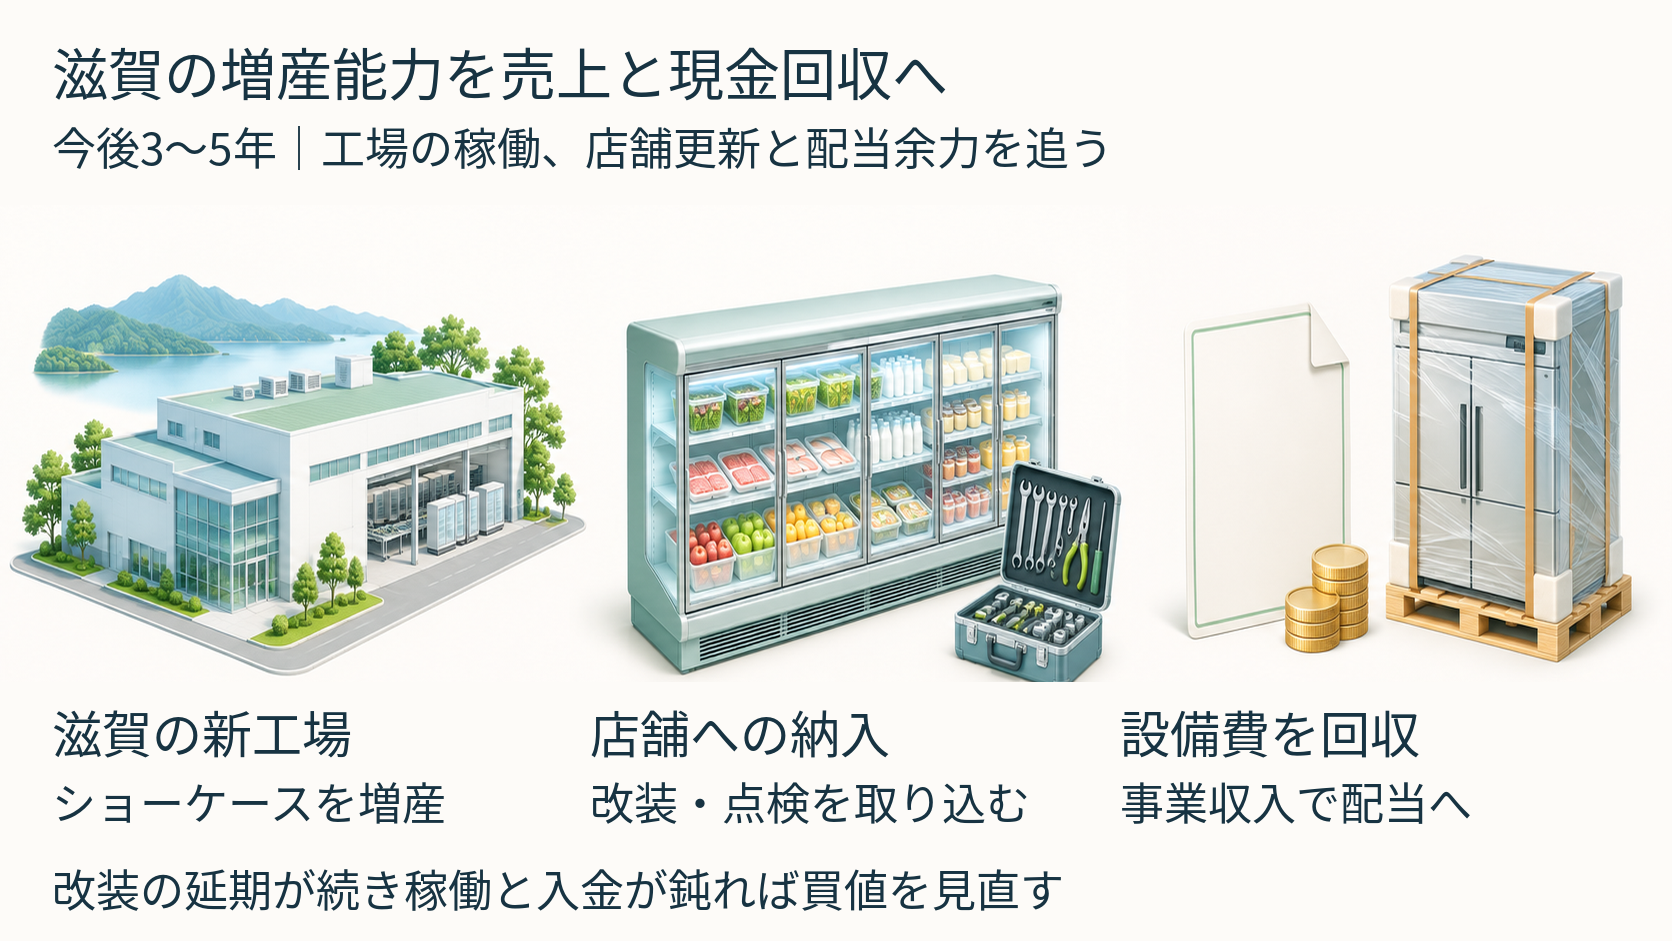 滋賀の増産能力を売上と現金回収へ
今後3〜5年｜工場の稼働、店舗更新と配当余力を追う
滋賀の新工場
ショーケースを増産
店舗への納入
改装・点検を取り込む
設備費を回収
事業収入で配当へ
改装の延期が続き稼働と入金が鈍れば買値を見直す